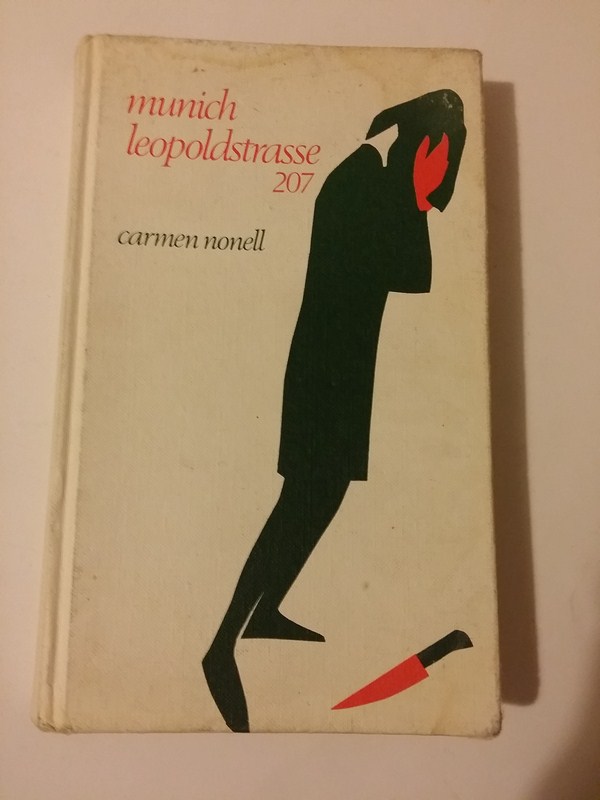 munich
leopoldstrasse
207
carmen nonell